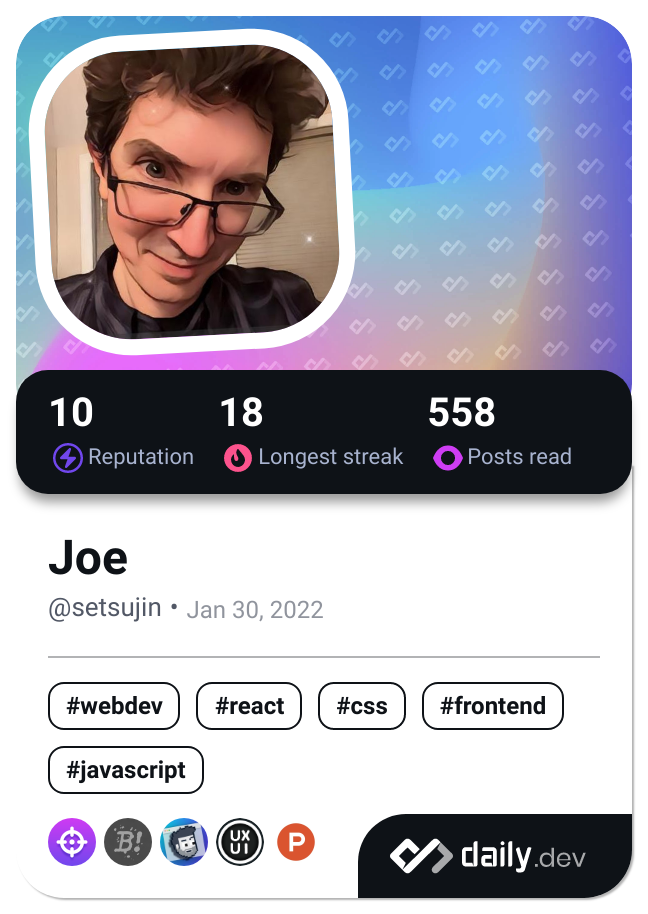 10 18 558
Reputation Longest streak Posts read
Joe
@setsujin • Jan 30, 2022
#webdev #react #css #frontend
#javascript
B! UX UI P
daily.dev